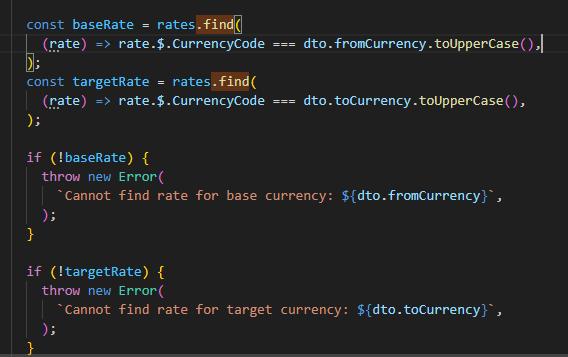 const baseRate = rates.find(
(rate) => rate.$.CurrencyCode === dto.fromCurrency.toUpperCase(),
);
const targetRate = rates.find(
(rate) => rate.$.CurrencyCode === dto.toCurrency.toUpperCase(),
);
if (!baseRate) {
throw new Error(
`Cannot find rate for base currency: ${dto.fromCurrency}`,
);
}
if (!targetRate) {
throw new Error(
`Cannot find rate for target currency: ${dto.toCurrency}`,
);
}